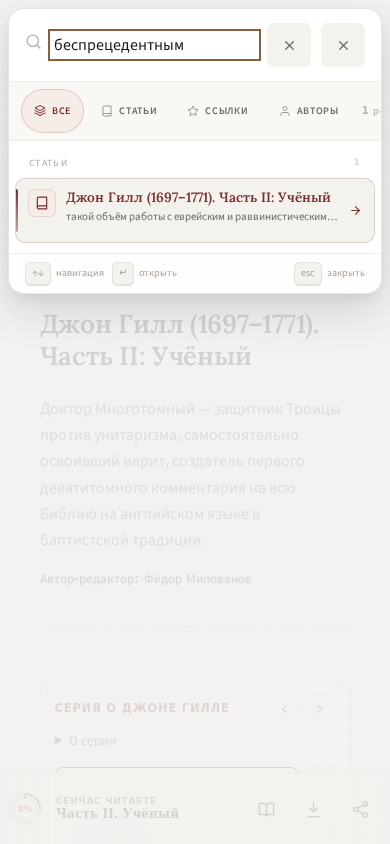 беспрецедентным
ВСЕ
СТАТЬИ
ССЫЛКИ
АВТОРЫ
СТАТЬИ
1
Джон Гилл (1697–1771). Часть II: Учёный
такой объём работы с еврейским и раввинистическим…
навигация
открыть
esc закрыть
Джон Гилл (1697–1771).
Часть II: Учёный
Доктор Многотомный — защитник Троицы
против унитаризма, самостоятельно
освоивший иврит, создатель первого
девятитомного комментария на всю
Библию на английском языке в
баптистской традиции.
Автор-редактор: Фёдор Милованов
СЕРИЯ О ДЖОНЕ ГИЛЛЕ
О серии
0%
СЕЙЧАС ЧИТАЕТЕ
Часть II. Учёный